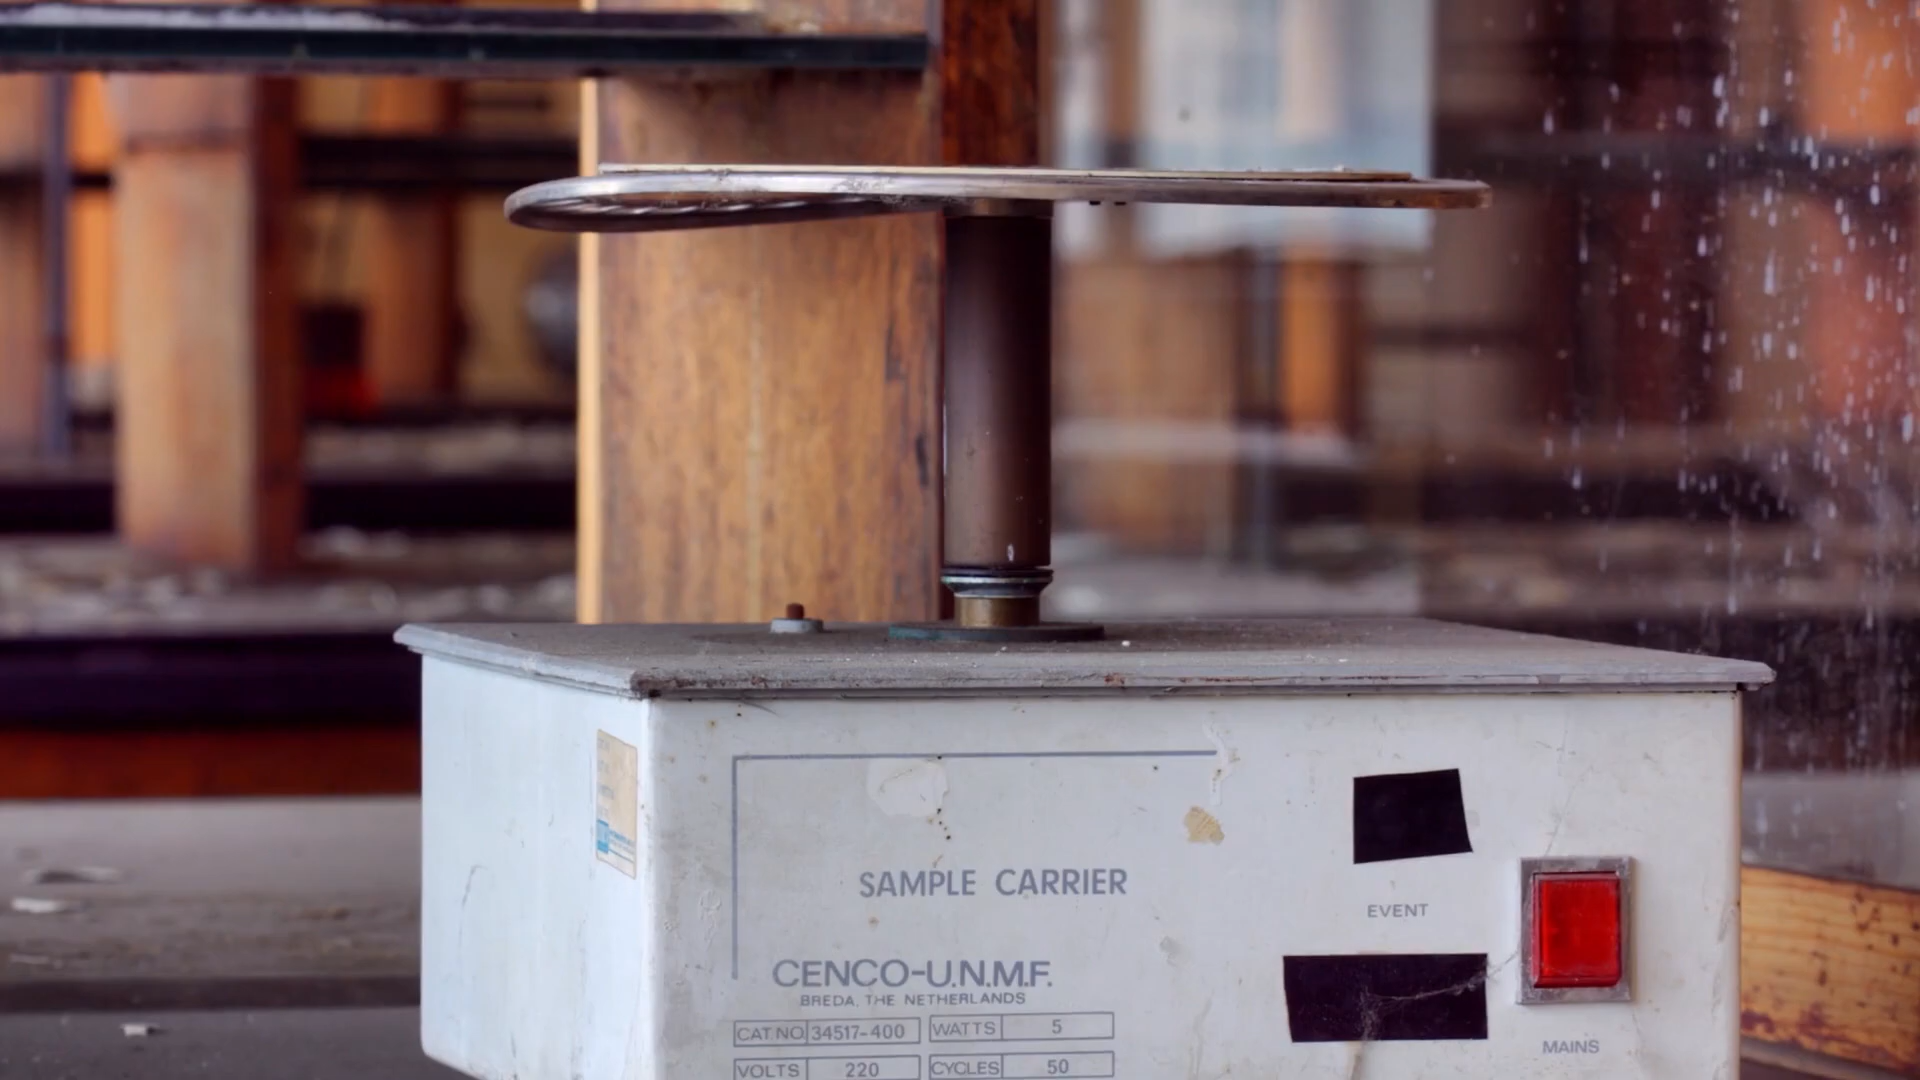 SAMPLE CARRIER
EVENT
CENCO-U.N.M.F.
BREDA, THE NETHERLANDS
CAT.NO 34517-400 WATTS 5
MAINS
VOLTS 220 CYCLES 50